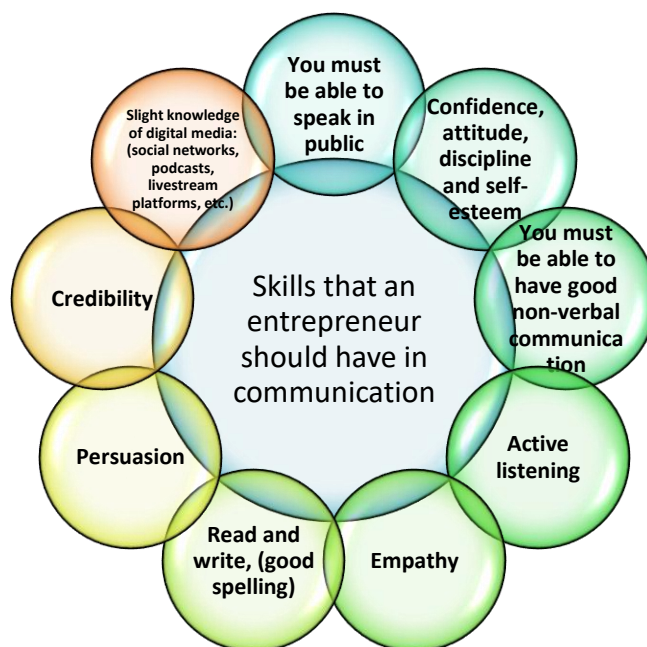 You must
be able to
speak in
public
Confidence,
attitude,
discipline
and self-
esteem
You must
be able to
have good
non-verbal
communica
tion
Active
listening
Empathy
Read and
write, (good
spelling)
Persuasion
Credibility
Slight knowledge
of digital media:
(social networks,
podcasts,
livestream
platforms, etc.)
Skills that an
entrepreneur
should have in
communication